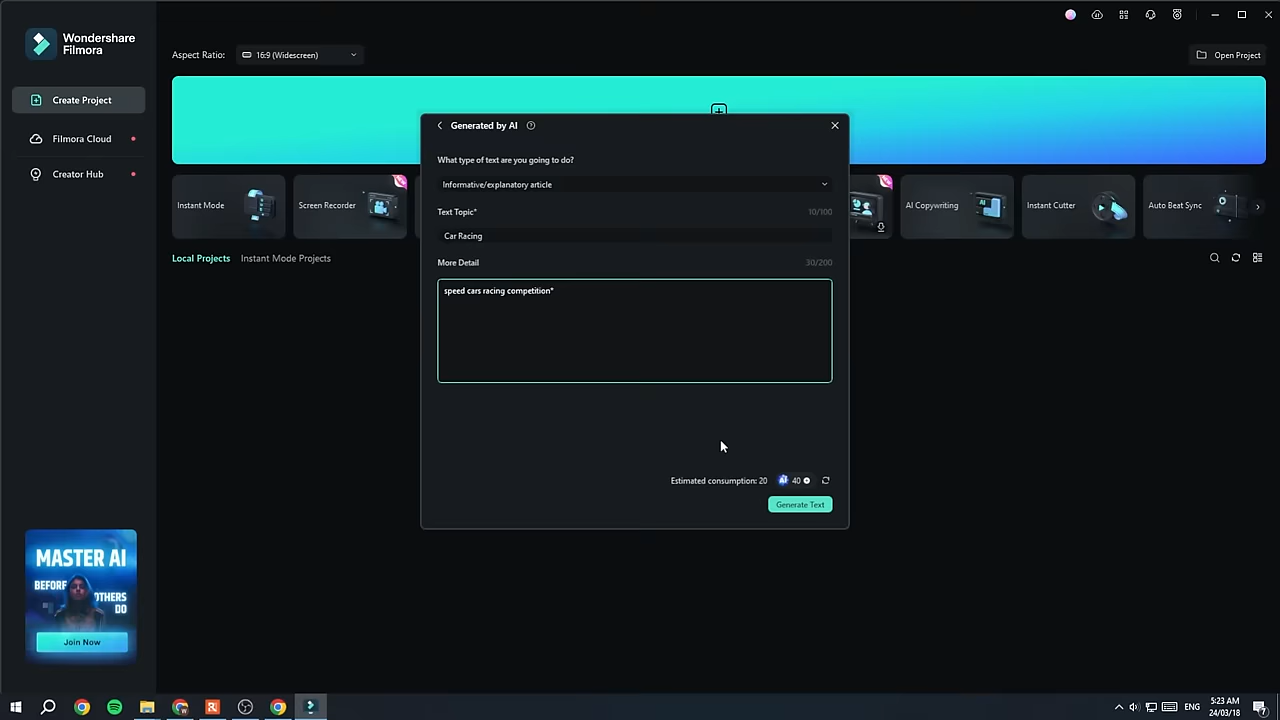 Wondershare
Filmora
Aspect Ratio:
16:9 (Widescreen)
Open Project
Create Project
Filmora Cloud
Creator Hub
Generated by AI
What type of text are you going to do?
Informative/explanatory article
Text Topic*
10/100
Car Racing
More Detail
30/200
speed cars racing competition*
Estimated consumption: 20
AI
40
Generate Text
Instant Mode
Screen Recorder
AI Copywriting
Instant Cutter
Auto Beat Sync
Local Projects
Instant Mode Projects
MASTER AI
BEFORE
OTHERS
DO
Join Now
ENG
5:23 AM
24/03/18